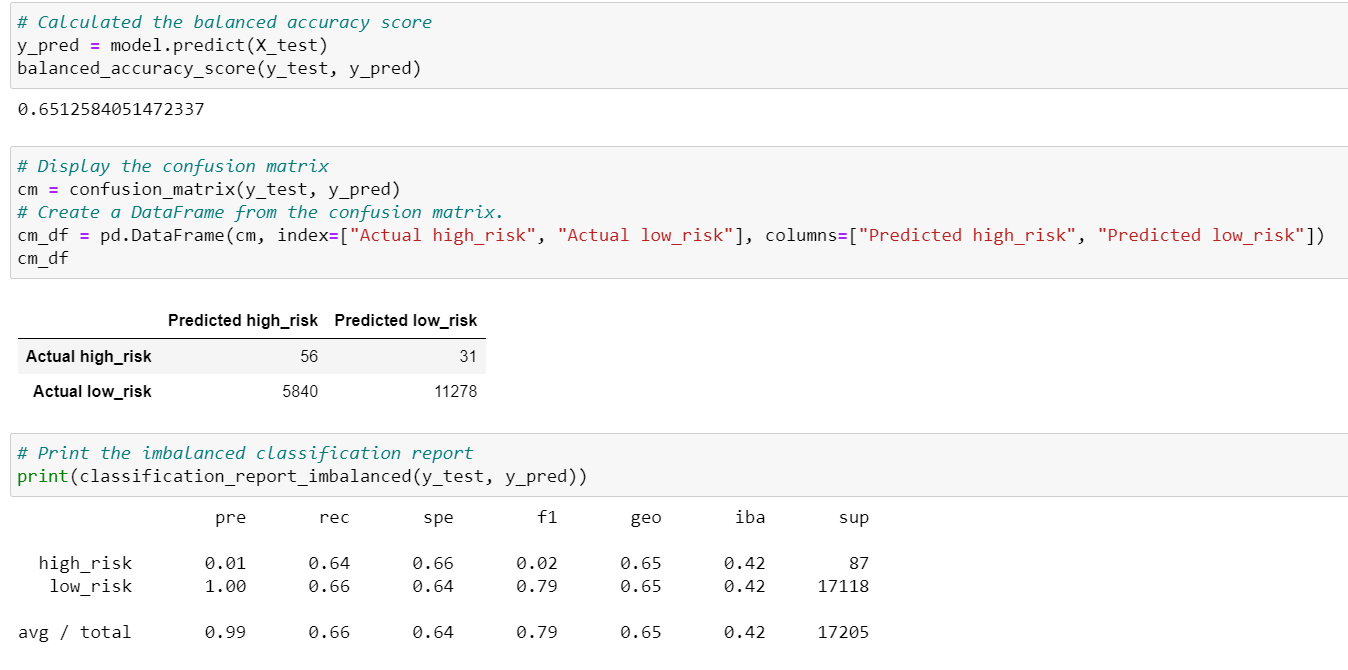 # Calculated the balanced accuracy score
y_pred = model.predict(X_test)
balanced_accuracy_score(y_test, y_pred)
0.6512584051472337
# Display the confusion matrix
cm = confusion_matrix(y_test, y_pred)
# Create a DataFrame from the confusion matrix.
cm_df = pd.DataFrame(cm, index=["Actual high_risk", "Actual low_risk"], columns=["Predicted high_risk", "Predicted low_risk"])
cm_df
Predicted high_risk Predicted low_risk
Actual high_risk 56 31
Actual low_risk 5840 11278
# Print the imbalanced classification report
print(classification_report_imbalanced(y_test, y_pred))
pre rec spe f1 geo iba sup
high_risk 0.01 0.64 0.66 0.02 0.65 0.42 87
low_risk 1.00 0.66 0.64 0.79 0.65 0.42 17118
avg / total 0.99 0.66 0.64 0.79 0.65 0.42 17205